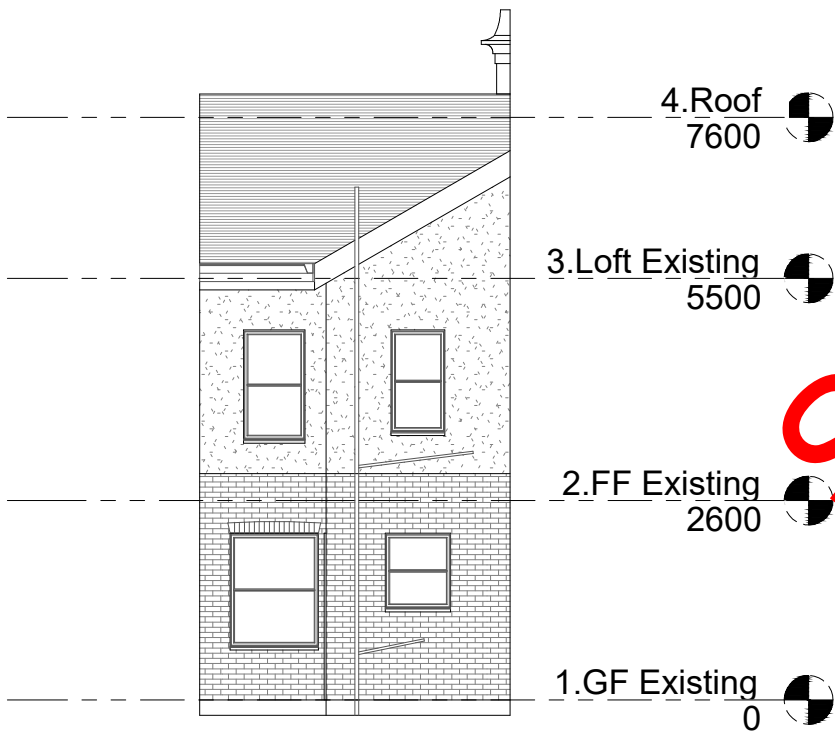 4.Roof
7600
3.Loft Existing
5500
2.FF Existing
2600
1.GF Existing
0